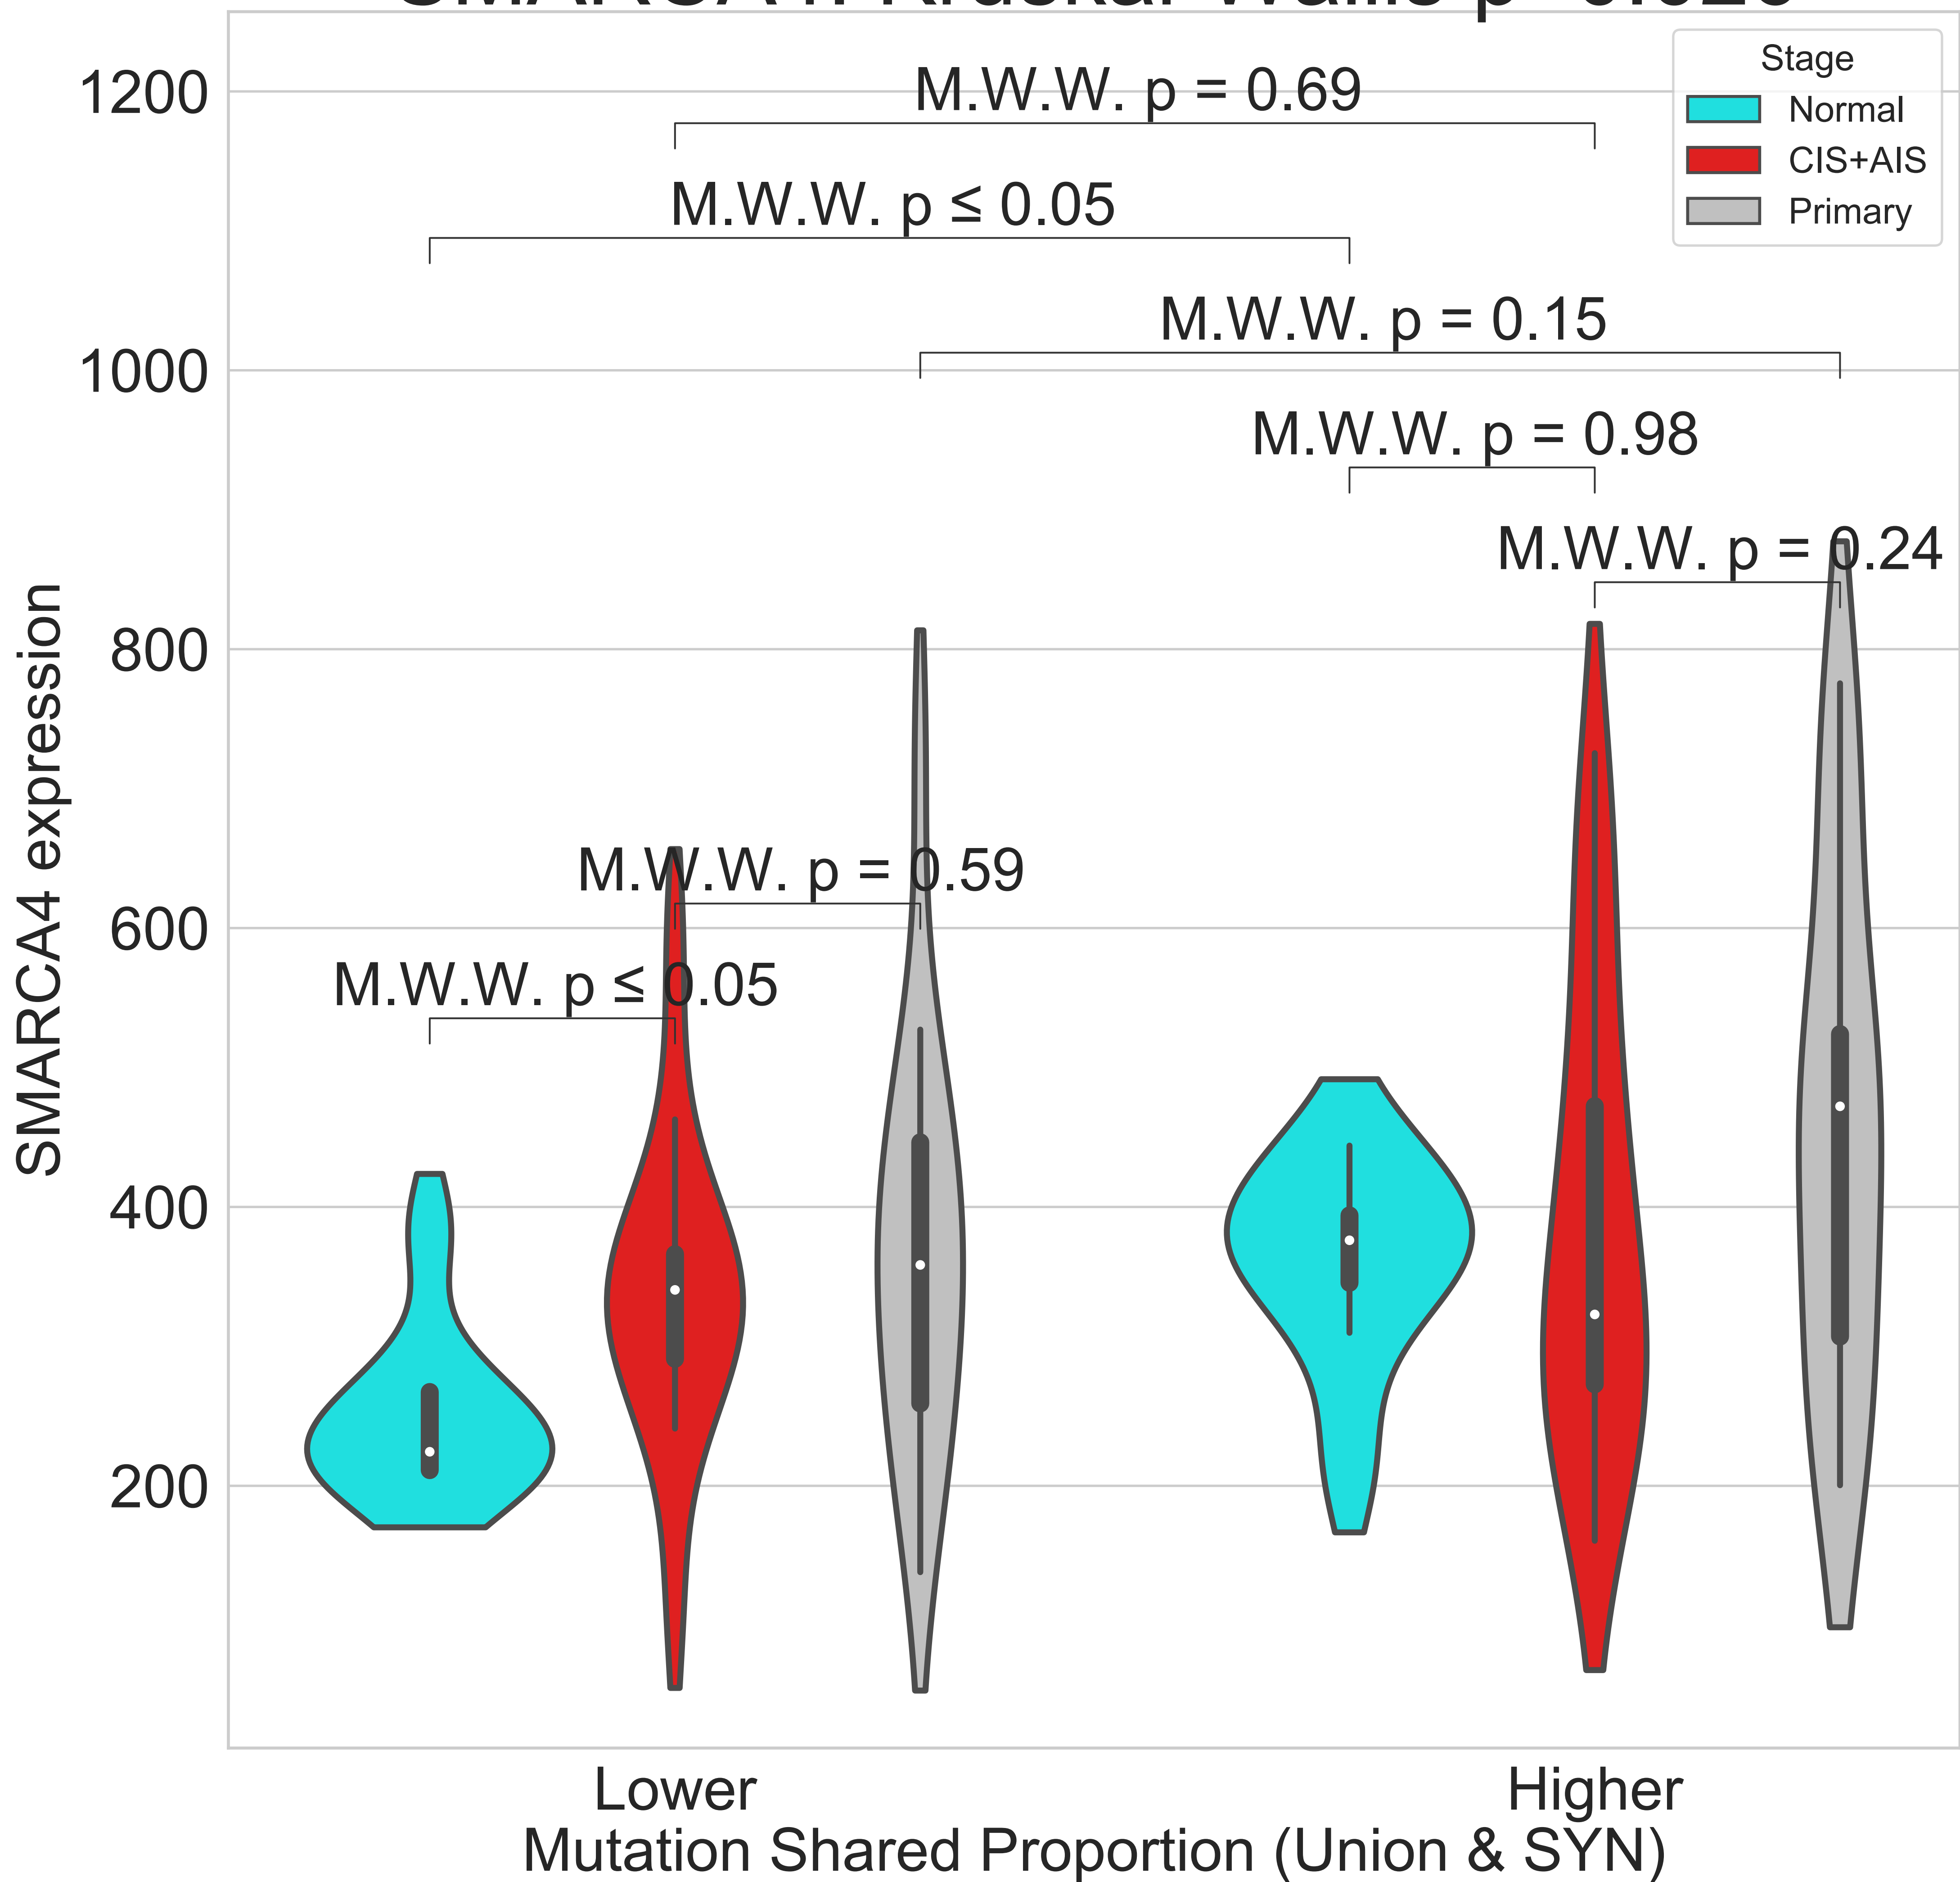 1200
1000
800
600
400
200
SMARCA4 expression
M.W.W. p = 0.69
M.W.W. p ≤ 0.05
M.W.W. p = 0.15
M.W.W. p = 0.98
M.W.W. p = 0.24
M.W.W. p = 0.59
M.W.W. p ≤ 0.05
Stage
Normal
CIS+AIS
Primary
Lower
Higher
Mutation Shared Proportion (Union & SYN)